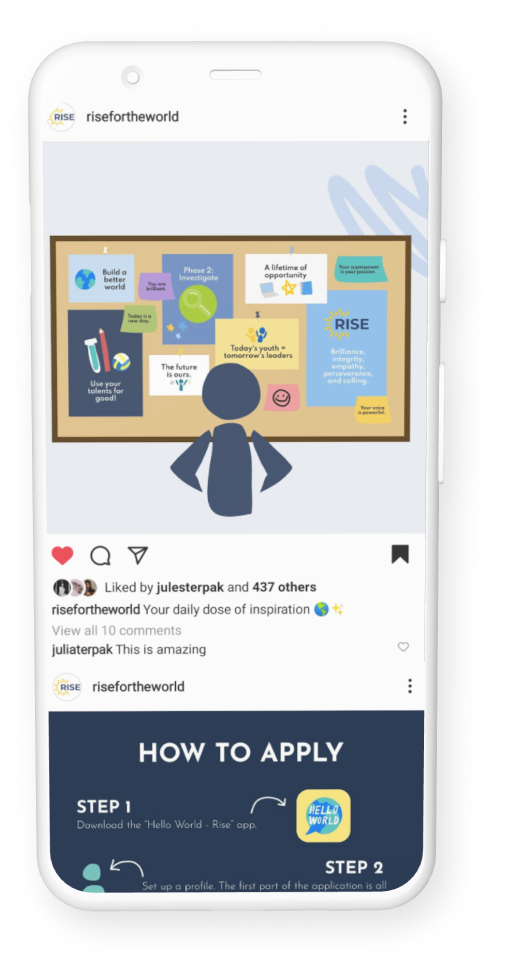 RISE
risefortheworld
Build a
better
world
You are
brilliant.
Phase 2:
Investigate
A lifetime of
opportunity
Your superpower
is your passion.
Today is a
new day.
Use your
talents for
good!
The future
is ours.
Today's youth =
tomorrow's leaders
RISE
Brilliance,
integrity,
empathy,
perseverance,
and calling.
Your voice
is powerful.
Liked by julesterpak and 437 others
risefortheworld Your daily dose of inspiration 🌎✨
View all 10 comments
juliaterpak This is amazing
RISE
risefortheworld
HOW TO APPLY
STEP 1
Download the "Hello World - Rise" app.
HELLO
WORLD
STEP 2
Set up a profile. The first part of the application is all